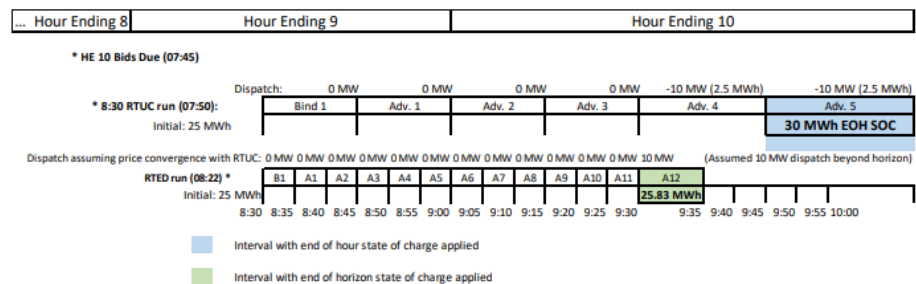 ... Hour Ending 8 Hour Ending 9 Hour Ending 10
* HE 10 Bids Due (07:45)
Dispatch: 0 MW 0 MW 0 MW 0 MW -10 MW (2.5 MWh) -10 MW (2.5 MWh)
* 8:30 RTUC run (07:50): Bind 1 Adv. 1 Adv. 2 Adv. 3 Adv. 4 Adv. 5
Initial: 25 MWh 30 MWh EOH SOC
Dispatch assuming price convergence with RTUC: 0 MW 0 MW 0 MW 0 MW 0 MW 0 MW 0 MW 0 MW 0 MW 0 MW 0 MW 0 MW 10 MW (Assumed 10 MW dispatch beyond horizon)
RTED run (08:22) * B1 A1 A2 A3 A4 A5 A6 A7 A8 A9 A10 A11 A12
Initial: 25 MWh 25.83 MWh
8:30 8:35 8:40 8:45 8:50 8:55 9:00 9:05 9:10 9:15 9:20 9:25 9:30 9:35 9:40 9:45 9:50 9:55 10:00
Interval with end of hour state of charge applied
Interval with end of horizon state of charge applied